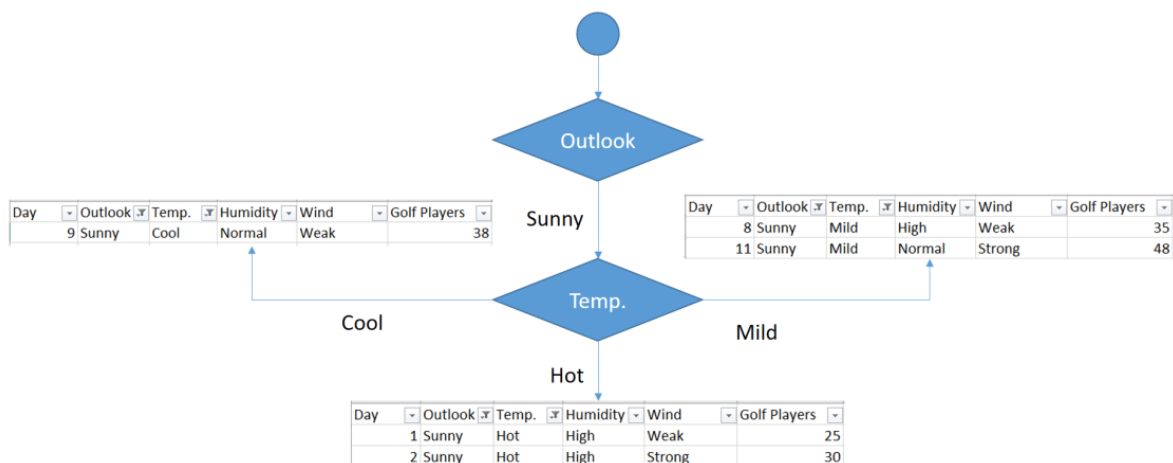 Outlook
Sunny
Day Outlook Temp. Humidity Wind Golf Players
9 Sunny Cool Normal Weak 38
Day Outlook Temp. Humidity Wind Golf Players
8 Sunny Mild High Weak 35
11 Sunny Mild Normal Strong 48
Temp.
Cool
Mild
Hot
Day Outlook Temp. Humidity Wind Golf Players
1 Sunny Hot High Weak 25
2 Sunny Hot High Strong 30